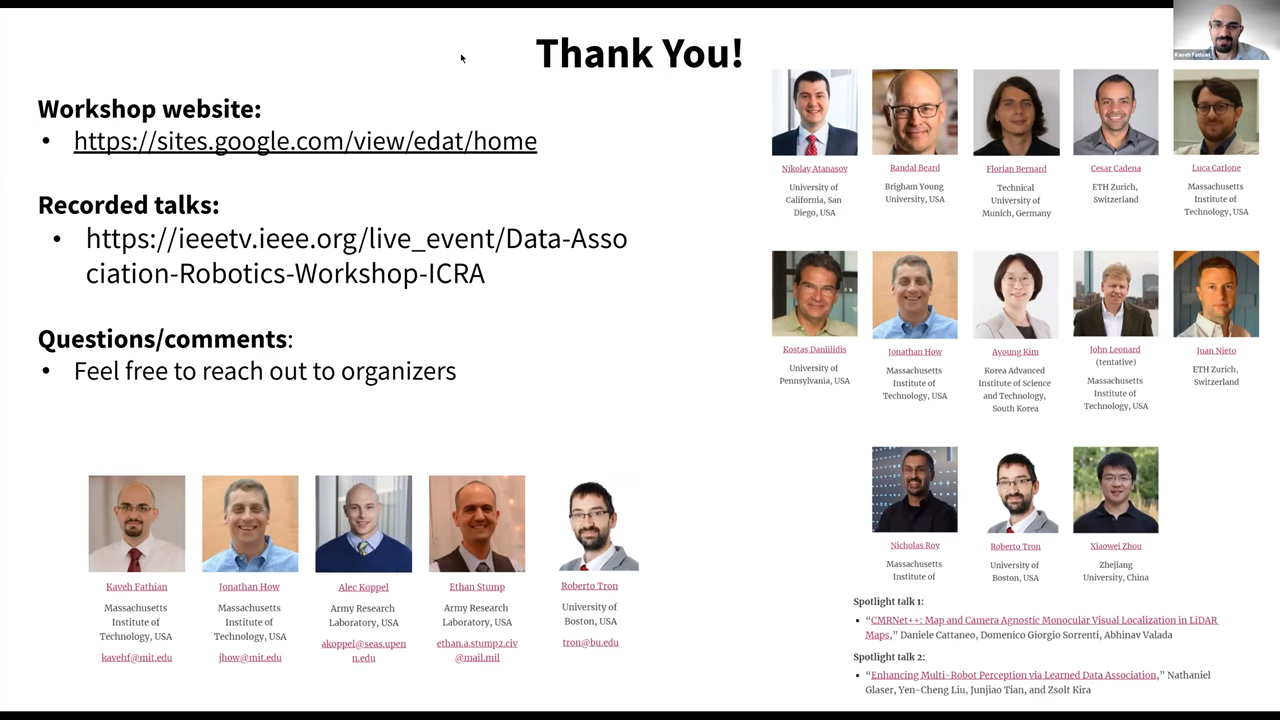 Thank You!
Kaveh Fathian
Workshop website:
• https://sites.google.com/view/edat/home
Recorded talks:
• https://ieeetv.ieee.org/live_event/Data-Asso
ciation-Robotics-Workshop-ICRA
Questions/comments:
• Feel free to reach out to organizers
Kaveh Fathian
Massachusetts
Institute of
Technology, USA
kavehf@mit.edu
Jonathan How
Massachusetts
Institute of
Technology, USA
jhow@mit.edu
Alec Koppel
Army Research
Laboratory, USA
akoppel@seas.upen
n.edu
Ethan Stump
Army Research
Laboratory, USA
ethan.a.stump2.civ
@mail.mil
Roberto Tron
University of
Boston, USA
tron@bu.edu
Nikolay Atanasov
University of
California, San
Diego, USA
Randal Beard
Brigham Young
University, USA
Florian Bernard
Technical
University of
Munich, Germany
Cesar Cadena
ETH Zurich,
Switzerland
Luca Carlone
Massachusetts
Institute of
Technology, USA
Kostas Daniilidis
University of
Pennsylvania, USA
Jonathan How
Massachusetts
Institute of
Technology, USA
Ayoung Kim
Korea Advanced
Institute of Science
and Technology,
South Korea
John Leonard
(tentative)
Massachusetts
Institute of
Technology, USA
Juan Nieto
ETH Zurich,
Switzerland
Nicholas Roy
Massachusetts
Institute of
Roberto Tron
University of
Boston, USA
Xiaowei Zhou
Zhejiang
University, China
Spotlight talk 1:
▪ “CMRNet++: Map and Camera Agnostic Monocular Visual Localization in LiDAR
Maps,” Daniele Cattaneo, Domenico Giorgio Sorrenti, Abhinav Valada
Spotlight talk 2:
▪ “Enhancing Multi-Robot Perception via Learned Data Association,” Nathaniel
Glaser, Yen-Cheng Liu, Junjiao Tian, and Zsolt Kira